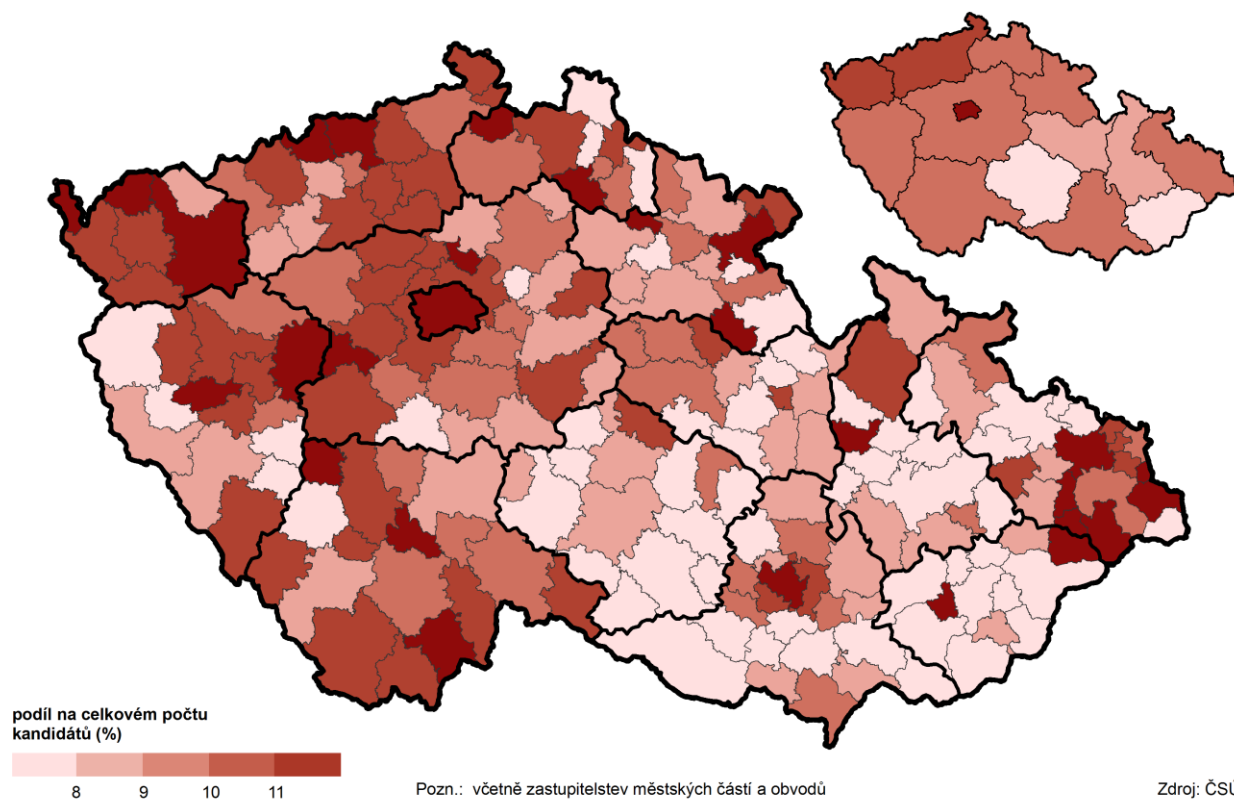 podíl na celkovém počtu
kandidátů (%)
8 9 10 11
Pozn.: včetně zastupitelstev městských částí a obvodů
Zdroj: ČSÚ